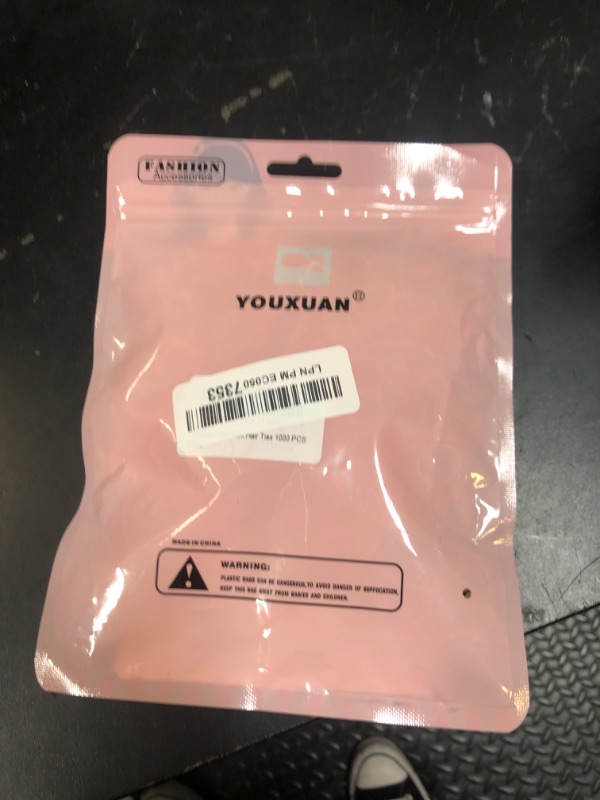 FASHION
Accessories
YOUXUAN®
LPN PM EC050 7353
Hair Ties 1000 PCS
MADE IN CHINA
WARNING:
PLASTIC BAGS CAN BE DANGEROUS,TO AVOID DANGER OF SUFFOCATION,
KEEP THIS BAG AWAY FROM BABIES AND CHILDREN.